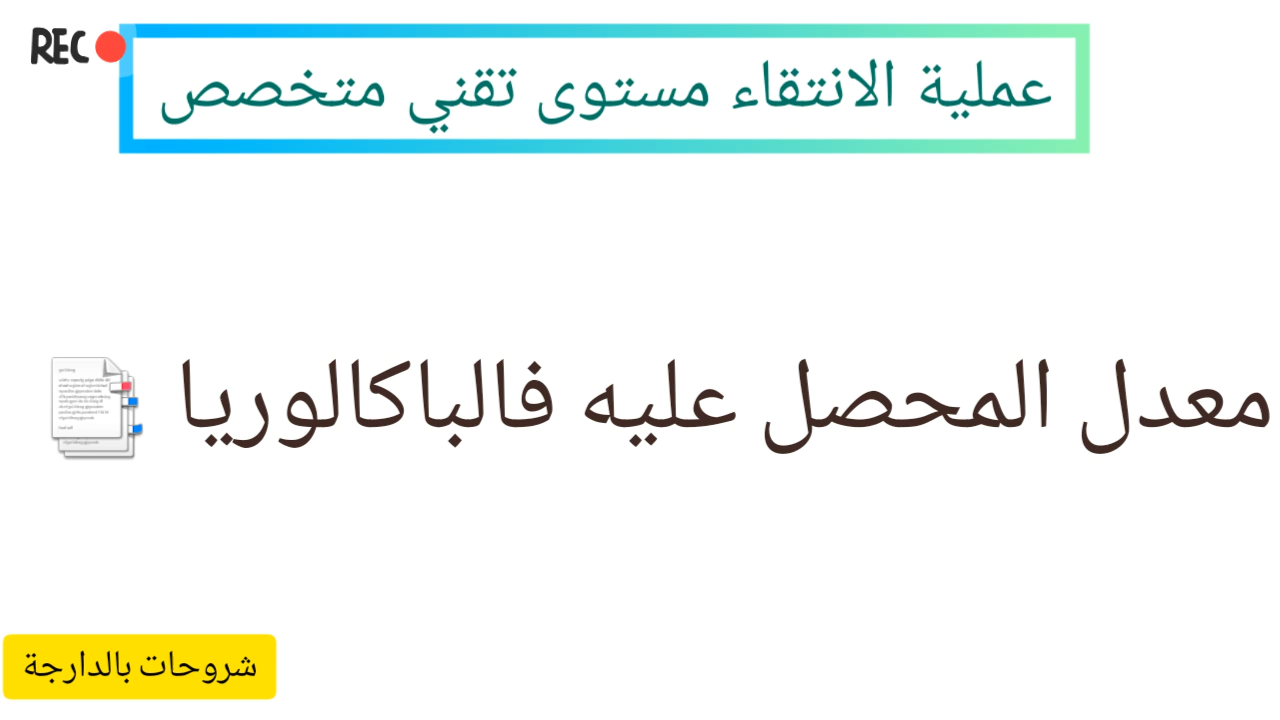 REC
عملية الانتقاء مستوى تقني متخصص
معدل المحصل عليه فالباكالوريا
شروحات بالدارجة